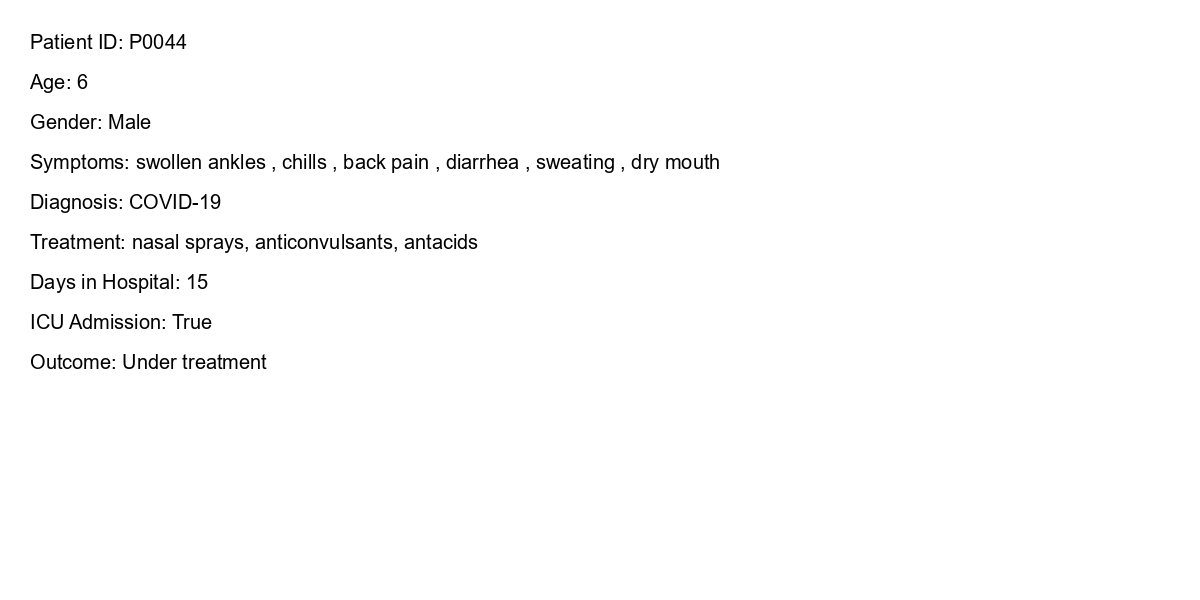 Patient ID: P0044
Age: 6
Gender: Male
Symptoms: swollen ankles , chills , back pain , diarrhea , sweating , dry mouth
Diagnosis: COVID-19
Treatment: nasal sprays, anticonvulsants, antacids
Days in Hospital: 15
ICU Admission: True
Outcome: Under treatment